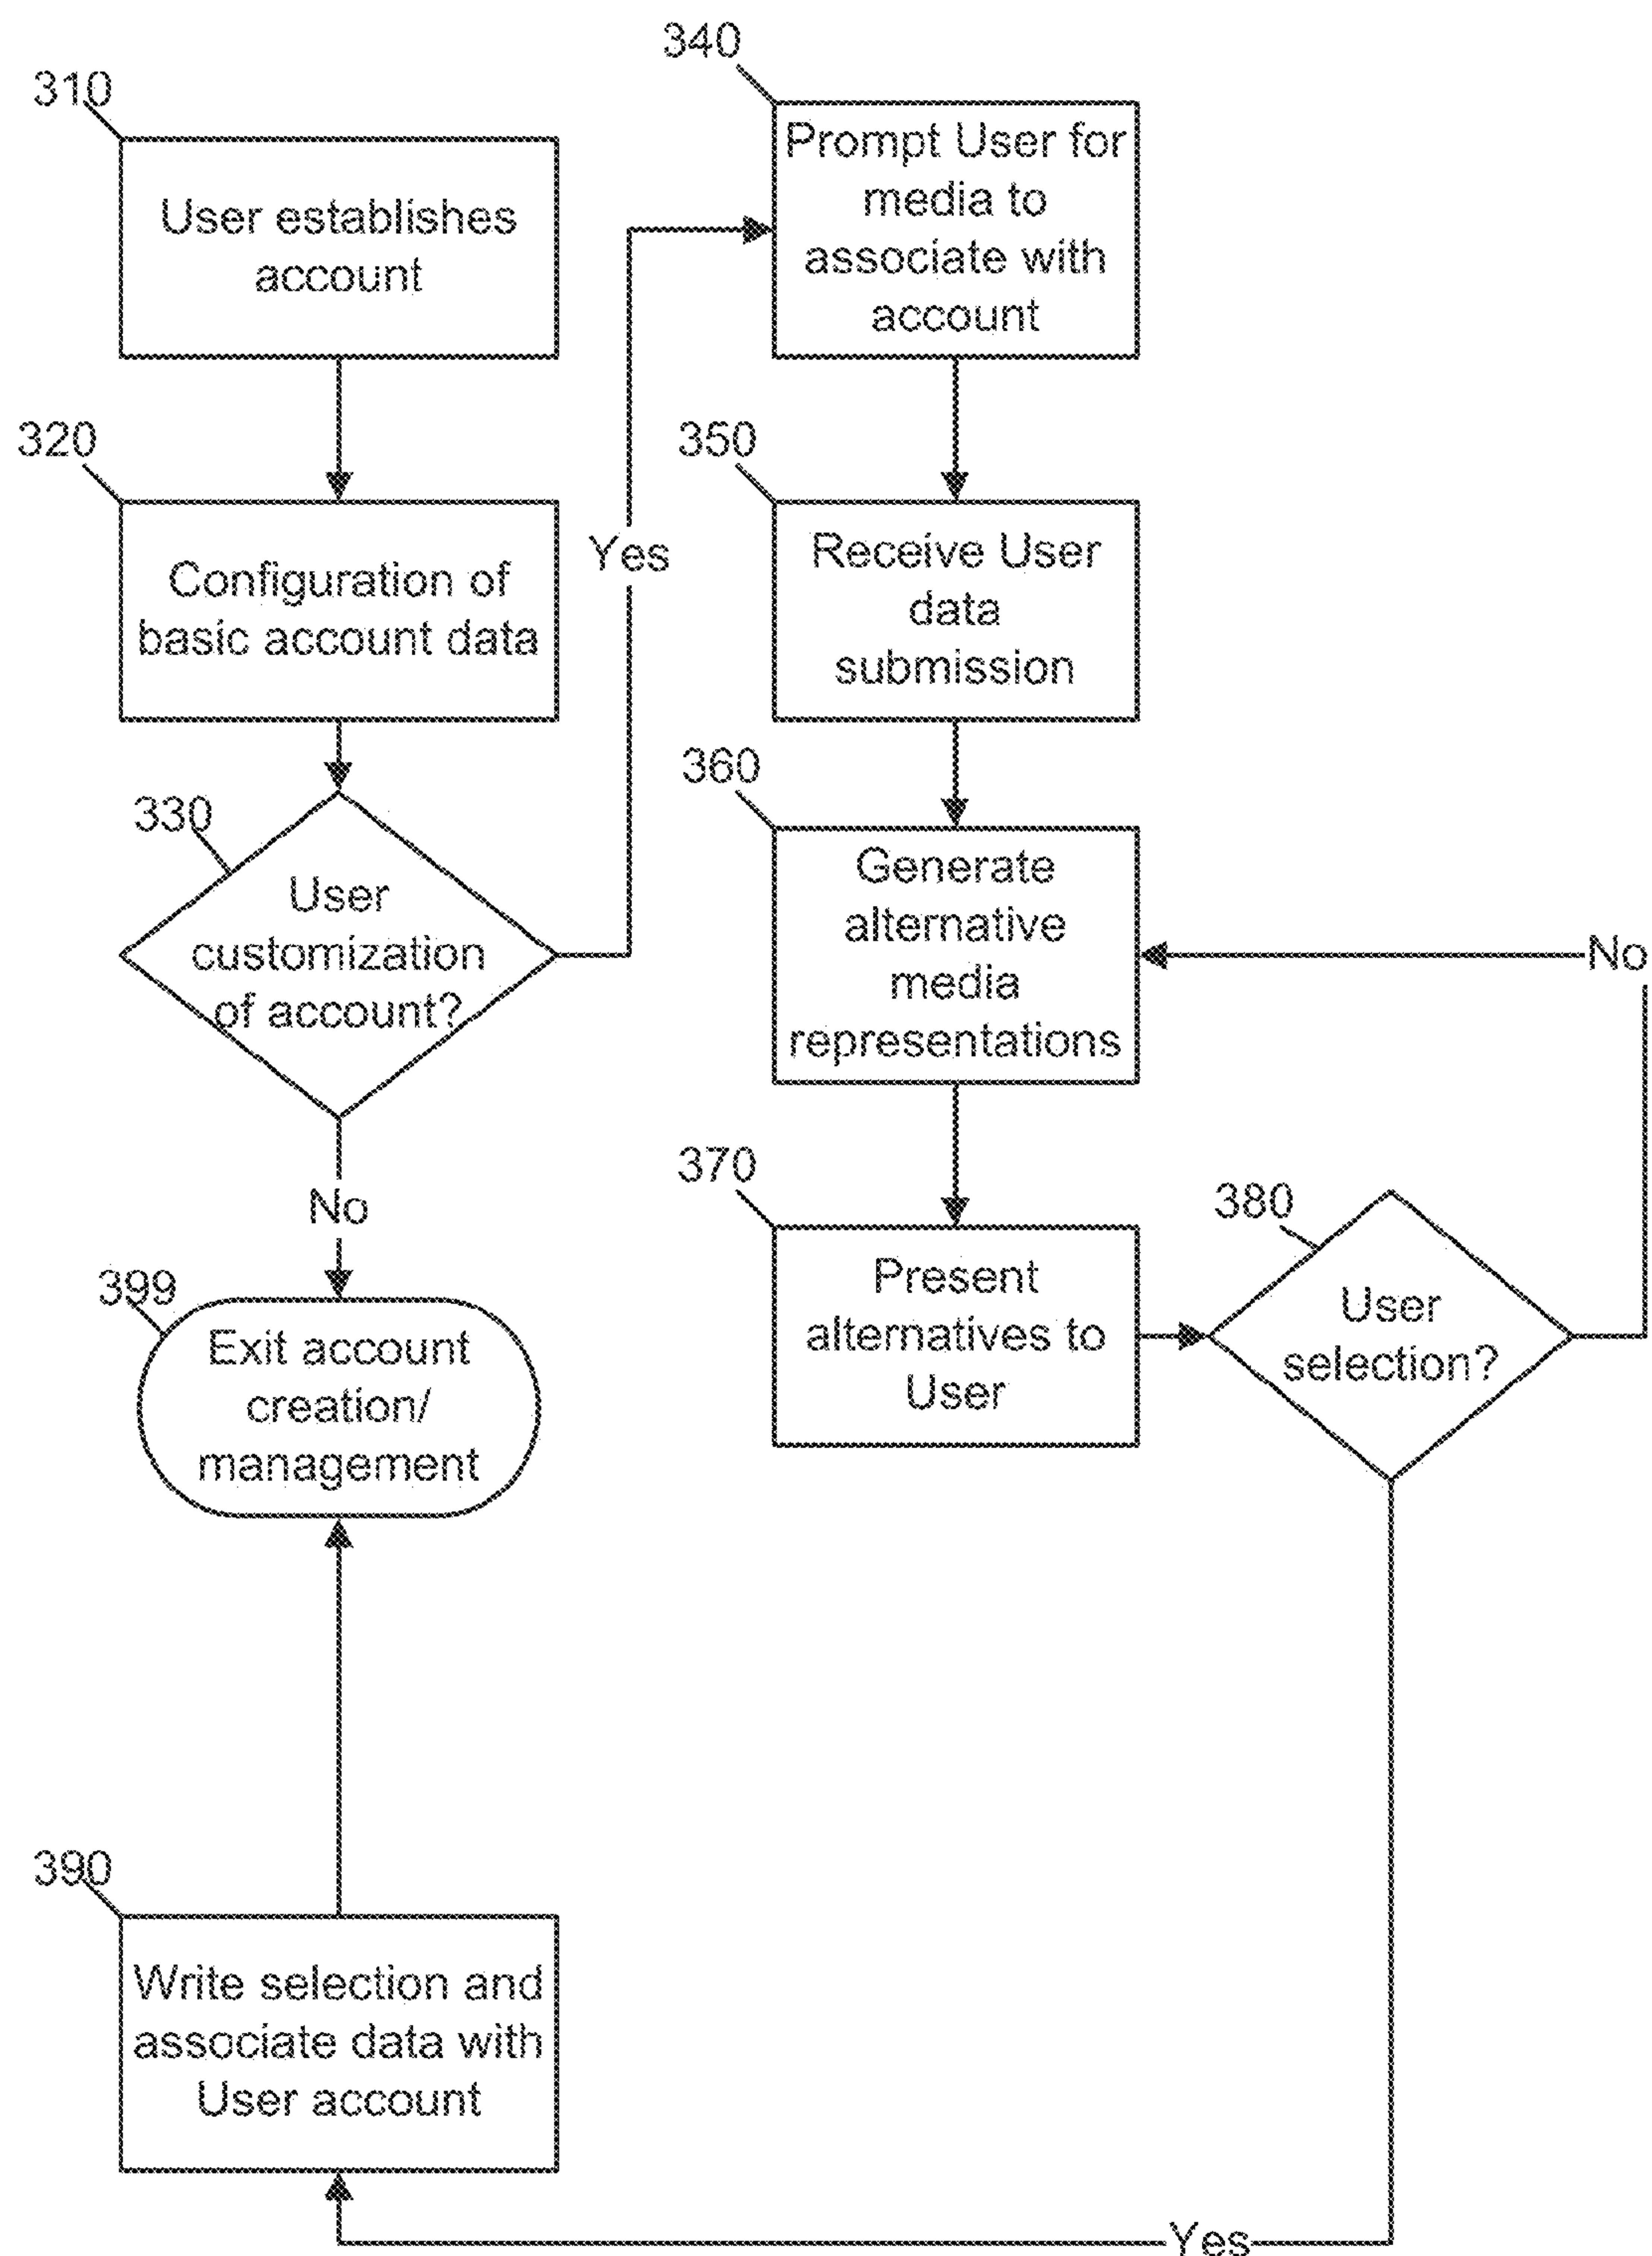 310
User establishes
account
320
Configuration of
basic account data
330
User
customization
of account?
Yes
No
399
Exit account
creation/
management
340
Prompt User for
media to
associate with
account
350
Receive User
data
submission
360
Generate
alternative
media
representations
370
Present
alternatives to
User
380
User
selection?
No
Yes
390
Write selection and
associate data with
User account